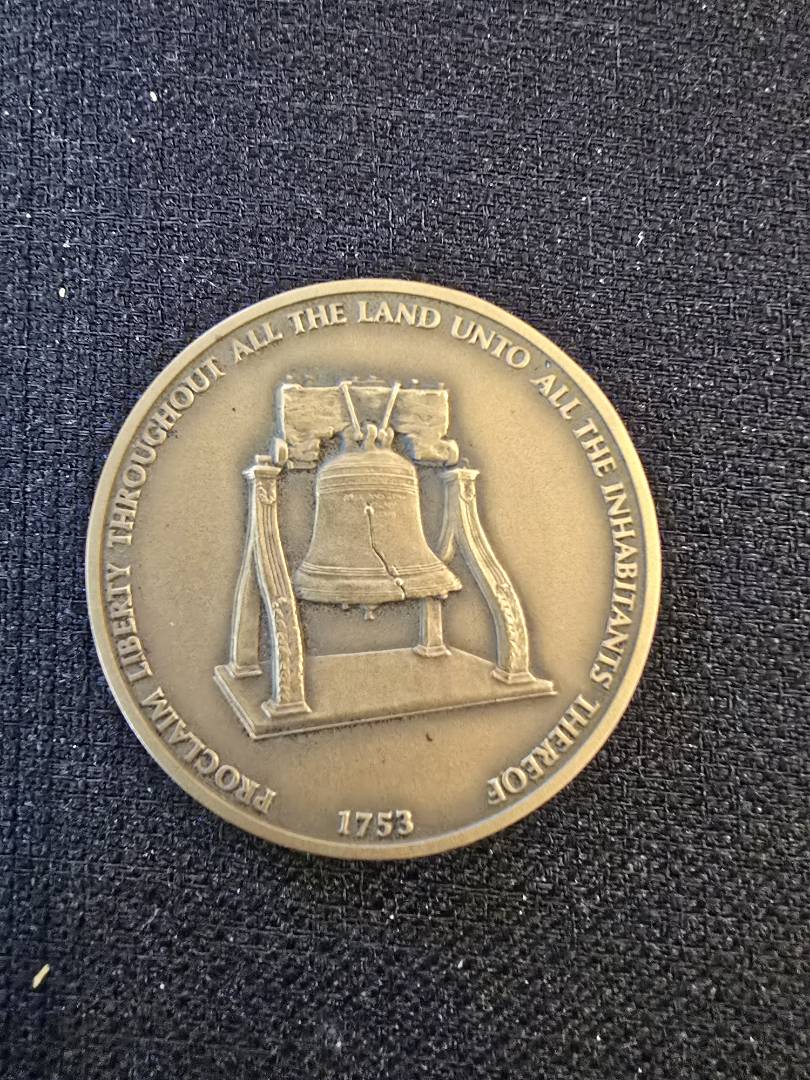 PROCLAIM LIBERTY THROUGHOUT ALL THE LAND UNTO ALL THE INHABITANTS THEREOF
1753